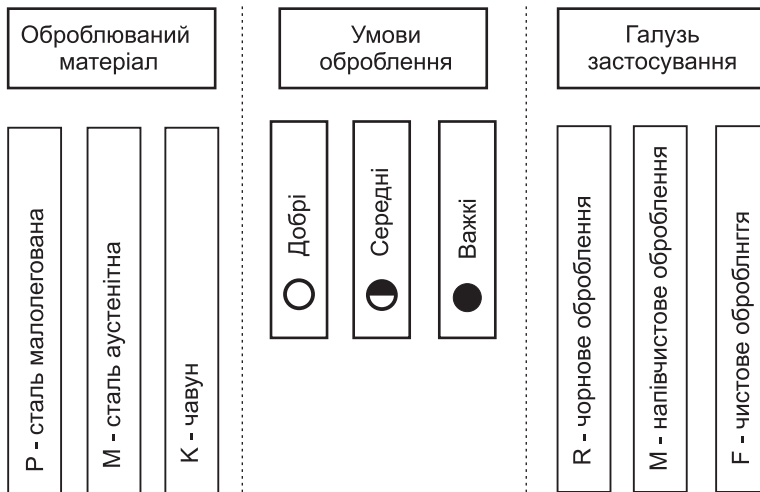 Оброблюваний
матеріал
P - сталь малолегована
M - сталь аустенітна
K - чавун
Умови
оброблення
Добрі
Середні
Важкі
Галузь
застосування
R - чорнове оброблення
M - напівчистове оброблення
F - чистове оброблнггя